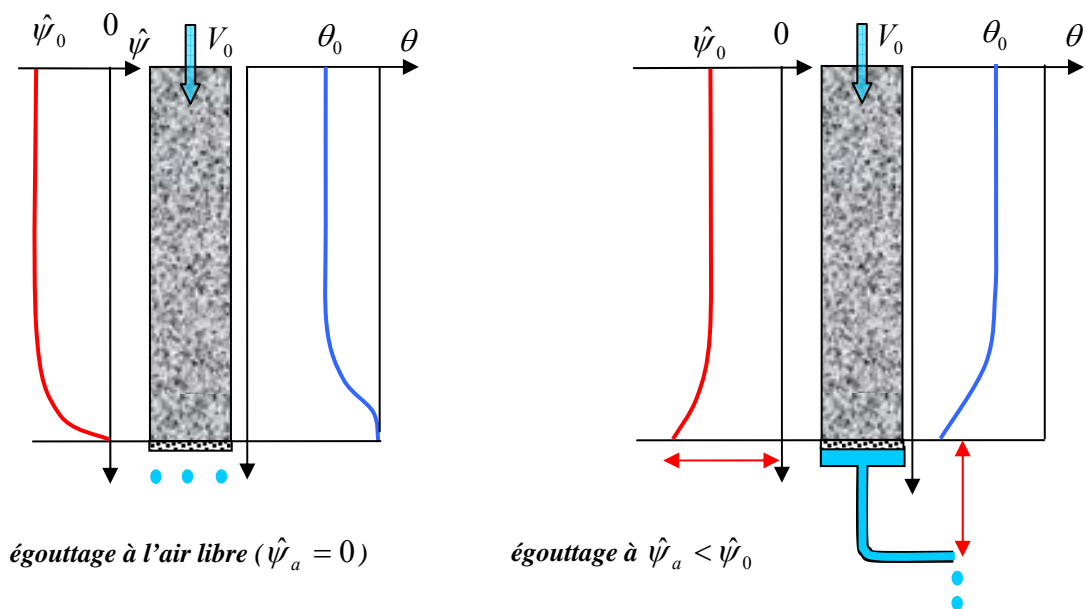 ψ̂₀ 0 ψ̂ V₀ θ₀ θ
ψ̂₀ 0 V₀ θ₀ θ
égouttage à l'air libre (ψ̂ₐ = 0)
égouttage à ψ̂ₐ < ψ̂₀